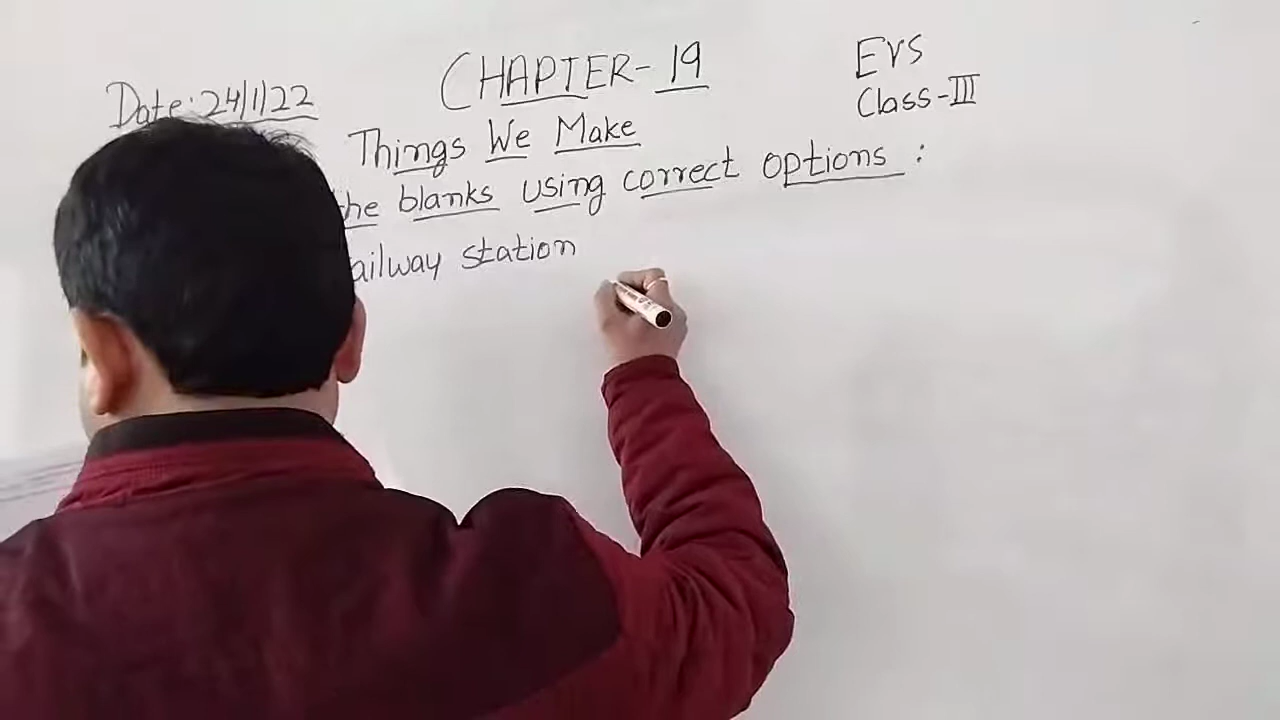 CHAPTER-19
EVS
Date: 24/1/22
Class-III
Things We Make
the blanks using correct options :
ailway station